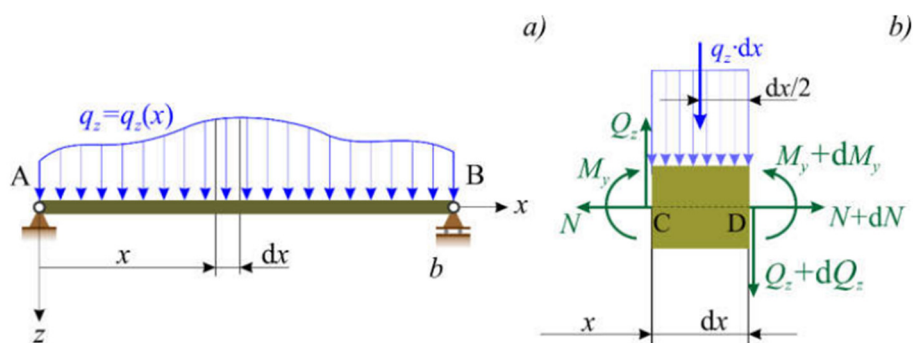 a)
q_z=q_z(x)
A
B
x
x
dx
b
z
b)
q_z·dx
dx/2
Q_z
M_y
M_y+dM_y
N
C
D
N+dN
Q_z+dQ_z
x
dx